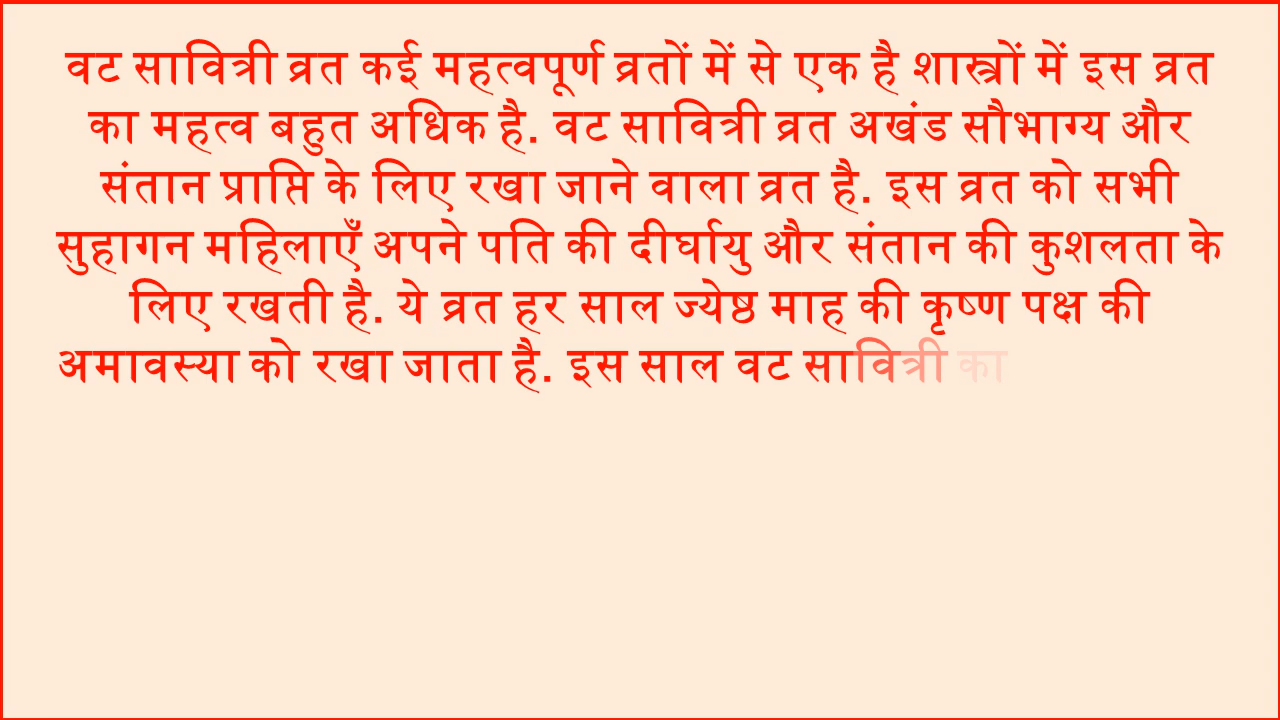 वट सावित्री व्रत कई महत्वपूर्ण व्रतों में से एक है शास्त्रों में इस व्रत
का महत्व बहुत अधिक है. वट सावित्री व्रत अखंड सौभाग्य और
संतान प्राप्ति के लिए रखा जाने वाला व्रत है. इस व्रत को सभी
सुहागन महिलाएँ अपने पति की दीर्घायु और संतान की कुशलता के
लिए रखती है. ये व्रत हर साल ज्येष्ठ माह की कृष्ण पक्ष की
अमावस्या को रखा जाता है. इस साल वट सावित्री का